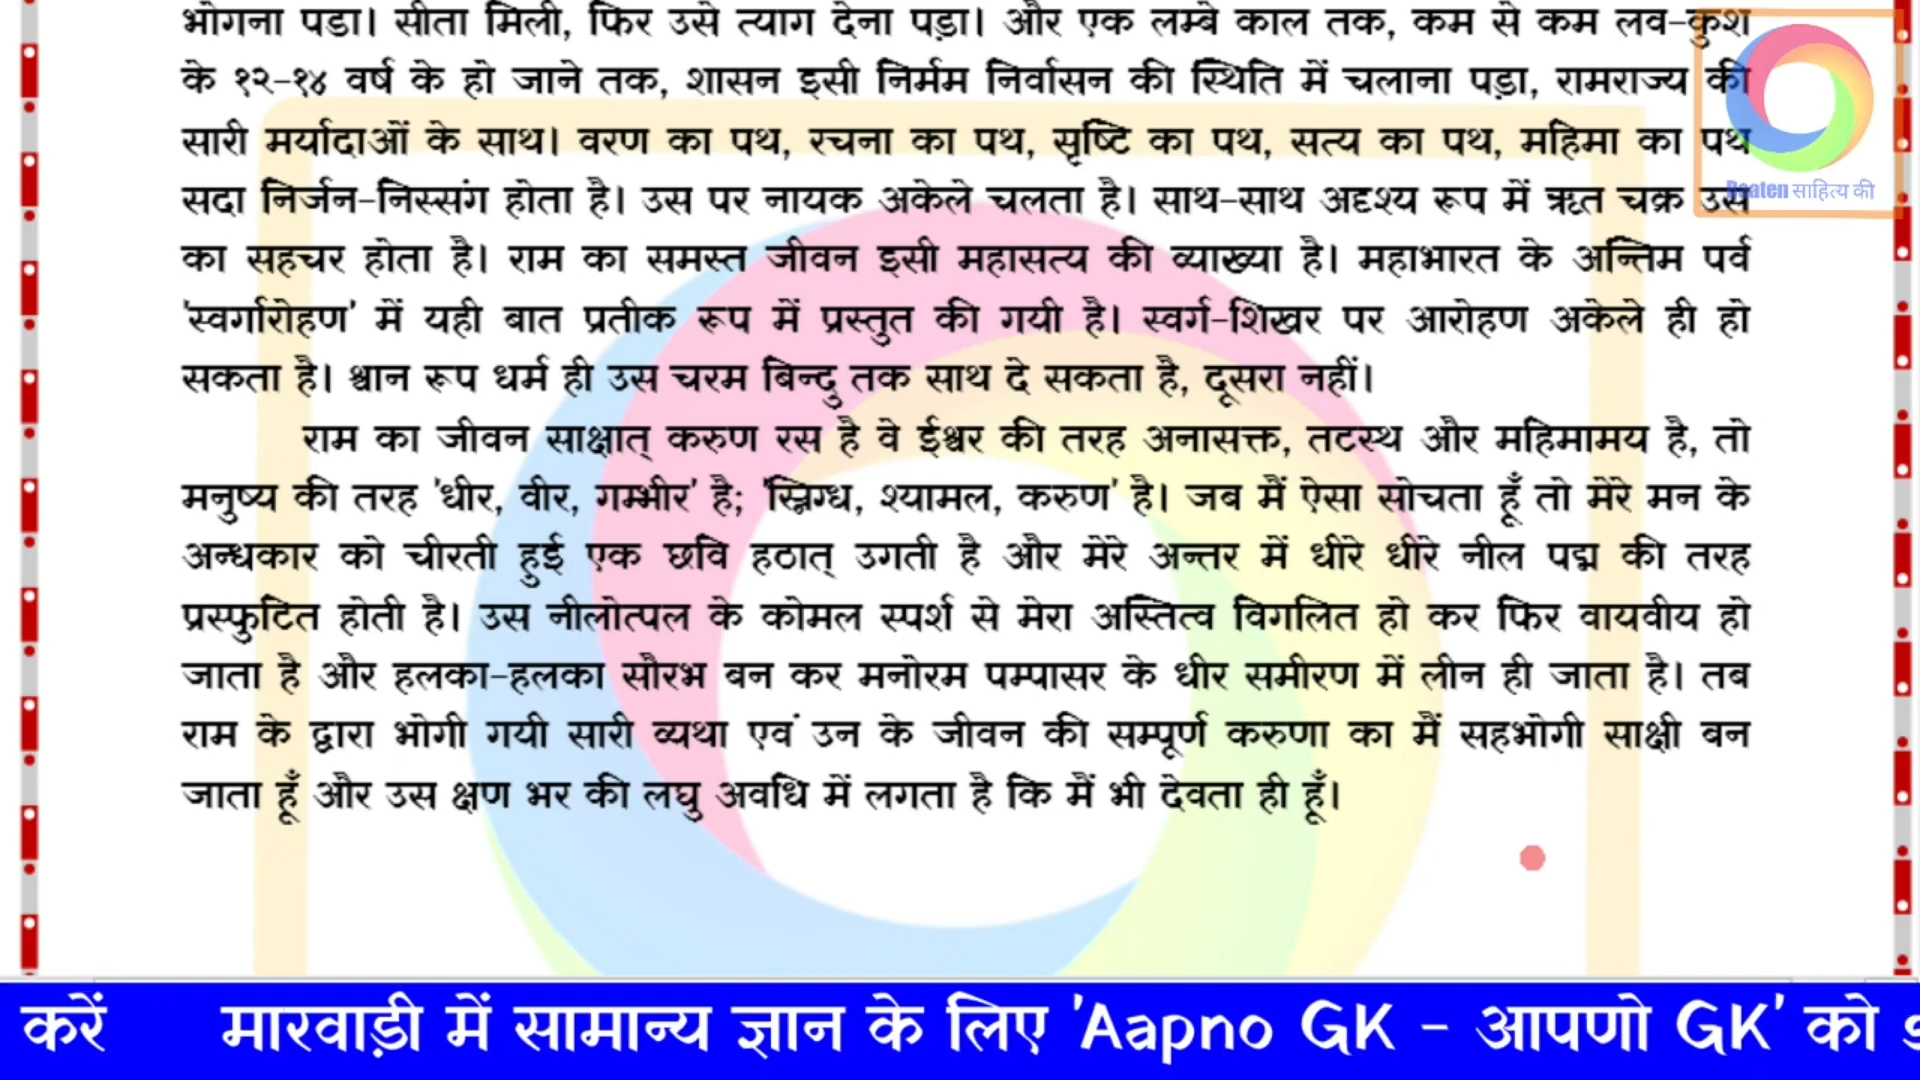 भोगना पडा। सीता मिली, फिर उसे त्याग देना पड़ा। और एक लम्बे काल तक, कम से कम लव-कुश
के १२-१४ वर्ष के हो जाने तक, शासन इसी निर्मम निर्वासन की स्थिति में चलाना पड़ा, रामराज्य की
सारी मर्यादाओं के साथ। वरण का पथ, रचना का पथ, सृष्टि का पथ, सत्य का पथ, महिमा का पथ
सदा निर्जन-निस्संग होता है। उस पर नायक अकेले चलता है। साथ-साथ अदृश्य रूप में ऋत चक्र उस
का सहचर होता है। राम का समस्त जीवन इसी महासत्य की व्याख्या है। महाभारत के अन्तिम पर्व
'स्वर्गारोहण' में यही बात प्रतीक रूप में प्रस्तुत की गयी है। स्वर्ग-शिखर पर आरोहण अकेले ही हो
सकता है। श्वान रूप धर्म ही उस चरम बिन्दु तक साथ दे सकता है, दूसरा नहीं।
राम का जीवन साक्षात् करुण रस है वे ईश्वर की तरह अनासक्त, तटस्थ और महिमामय है, तो
मनुष्य की तरह 'धीर, वीर, गम्भीर' है; 'स्निग्ध, श्यामल, करुण' है। जब मैं ऐसा सोचता हूँ तो मेरे मन के
अन्धकार को चीरती हुई एक छवि हठात् उगती है और मेरे अन्तर में धीरे धीरे नील पद्म की तरह
प्रस्फुटित होती है। उस नीलोत्पल के कोमल स्पर्श से मेरा अस्तित्व विगलित हो कर फिर वायवीय हो
जाता है और हलका-हलका सौरभ बन कर मनोरम पम्पासर के धीर समीरण में लीन ही जाता है। तब
राम के द्वारा भोगी गयी सारी व्यथा एवं उन के जीवन की सम्पूर्ण करुणा का मैं सहभोगी साक्षी बन
जाता हूँ और उस क्षण भर की लघु अवधि में लगता है कि मैं भी देवता ही हूँ।
Baaten साहित्य की
करें मारवाड़ी में सामान्य ज्ञान के लिए 'Aapno GK - आपणो GK' को